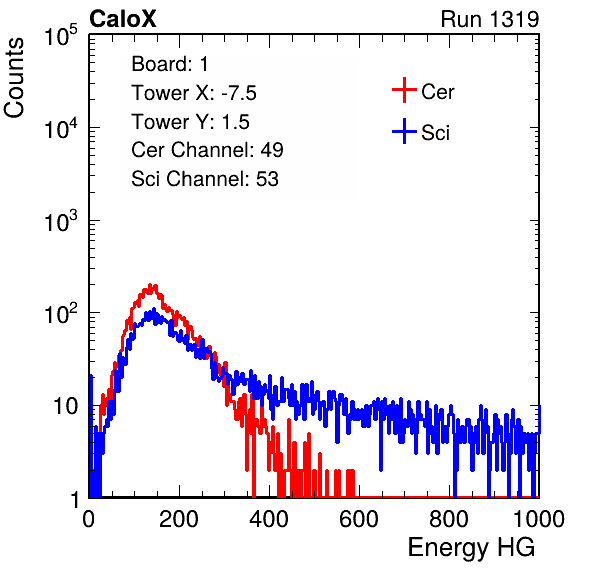 CaloX Run 1319
Counts
10^5
10^4
10^3
10^2
10
1
Board: 1
Tower X: -7.5
Tower Y: 1.5
Cer Channel: 49
Sci Channel: 53
Cer
Sci
0 200 400 600 800 1000
Energy HG